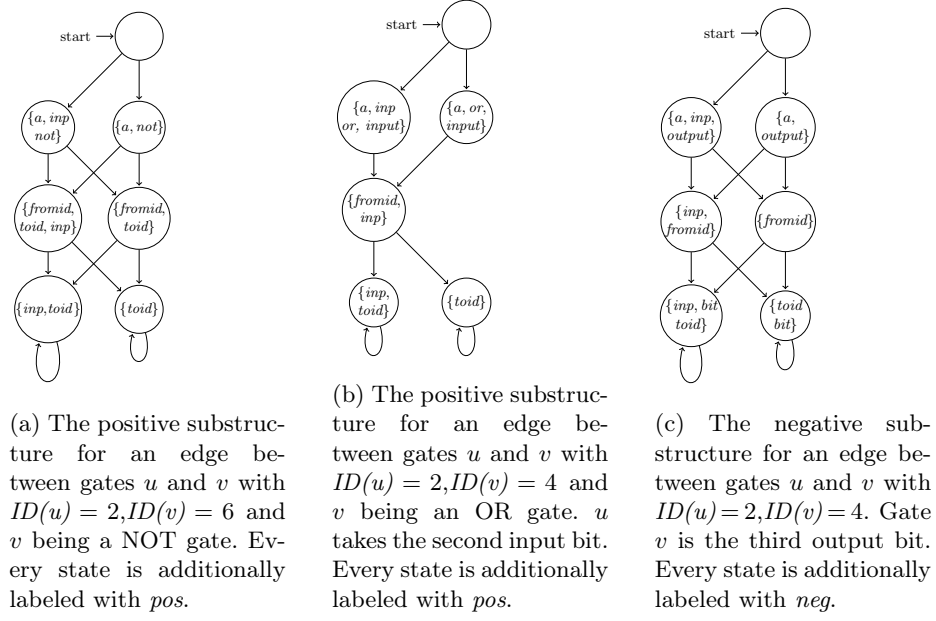 start
{a, inp
not}
{a, not}
{fromid,
toid, inp}
{fromid,
toid}
{inp,toid}
{toid}
(a) The positive substruc-
ture for an edge be-
tween gates u and v with
ID(u) = 2,ID(v) = 6 and
v being a NOT gate. Ev-
ery state is additionally
labeled with pos.
start
{a, inp
or, input}
{a, or,
input}
{fromid,
inp}
{inp,
toid}
{toid}
(b) The positive substruc-
ture for an edge be-
tween gates u and v with
ID(u) = 2,ID(v) = 4 and
v being an OR gate. u
takes the second input bit.
Every state is additionally
labeled with pos.
start
{a, inp,
output}
{a,
output}
{inp,
fromid}
{fromid}
{inp, bit
toid}
{toid
bit}
(c) The negative sub-
structure for an edge be-
tween gates u and v with
ID(u) = 2,ID(v) = 4. Gate
v is the third output bit.
Every state is additionally
labeled with neg.